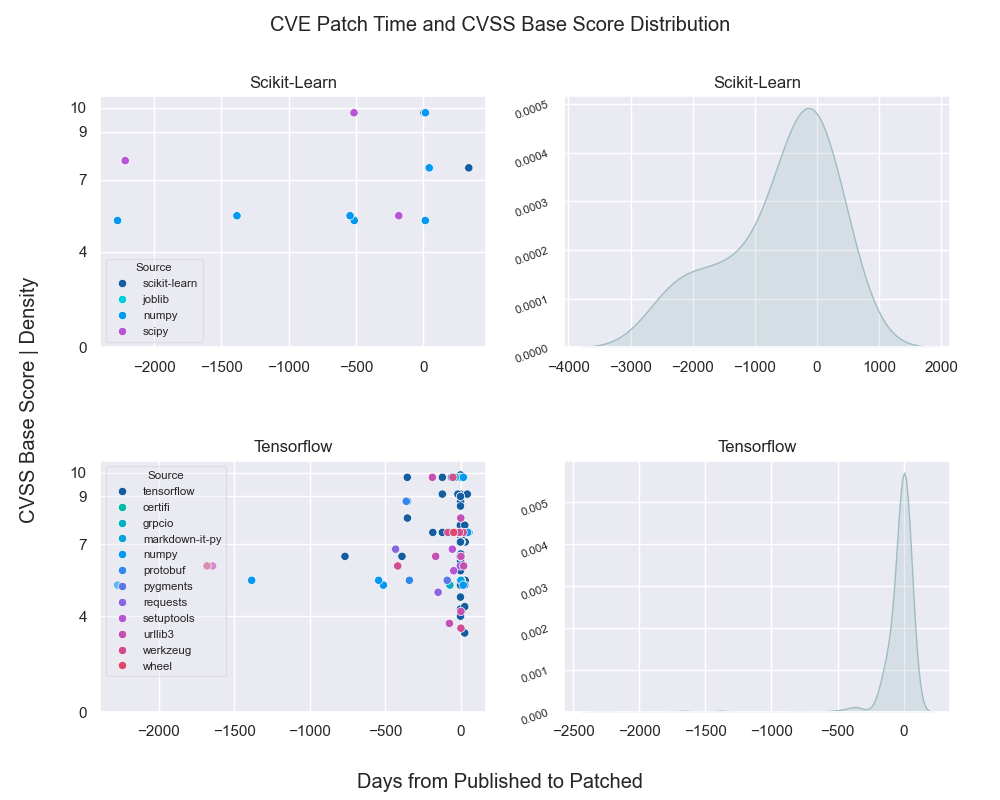 CVE Patch Time and CVSS Base Score Distribution
Scikit-Learn
10
9
7
4
0
Source
scikit-learn
joblib
numpy
scipy
−2000
−1500
−1000
−500
0
Scikit-Learn
0.0005
0.0004
0.0003
0.0002
0.0001
0.0000
−4000
−3000
−2000
−1000
0
1000
2000
CVSS Base Score | Density
Tensorflow
10
9
7
4
0
Source
tensorflow
certifi
grpcio
markdown-it-py
numpy
protobuf
pygments
requests
setuptools
urllib3
werkzeug
wheel
−2000
−1500
−1000
−500
0
Tensorflow
0.005
0.004
0.003
0.002
0.001
0.000
−2500
−2000
−1500
−1000
−500
0
Days from Published to Patched